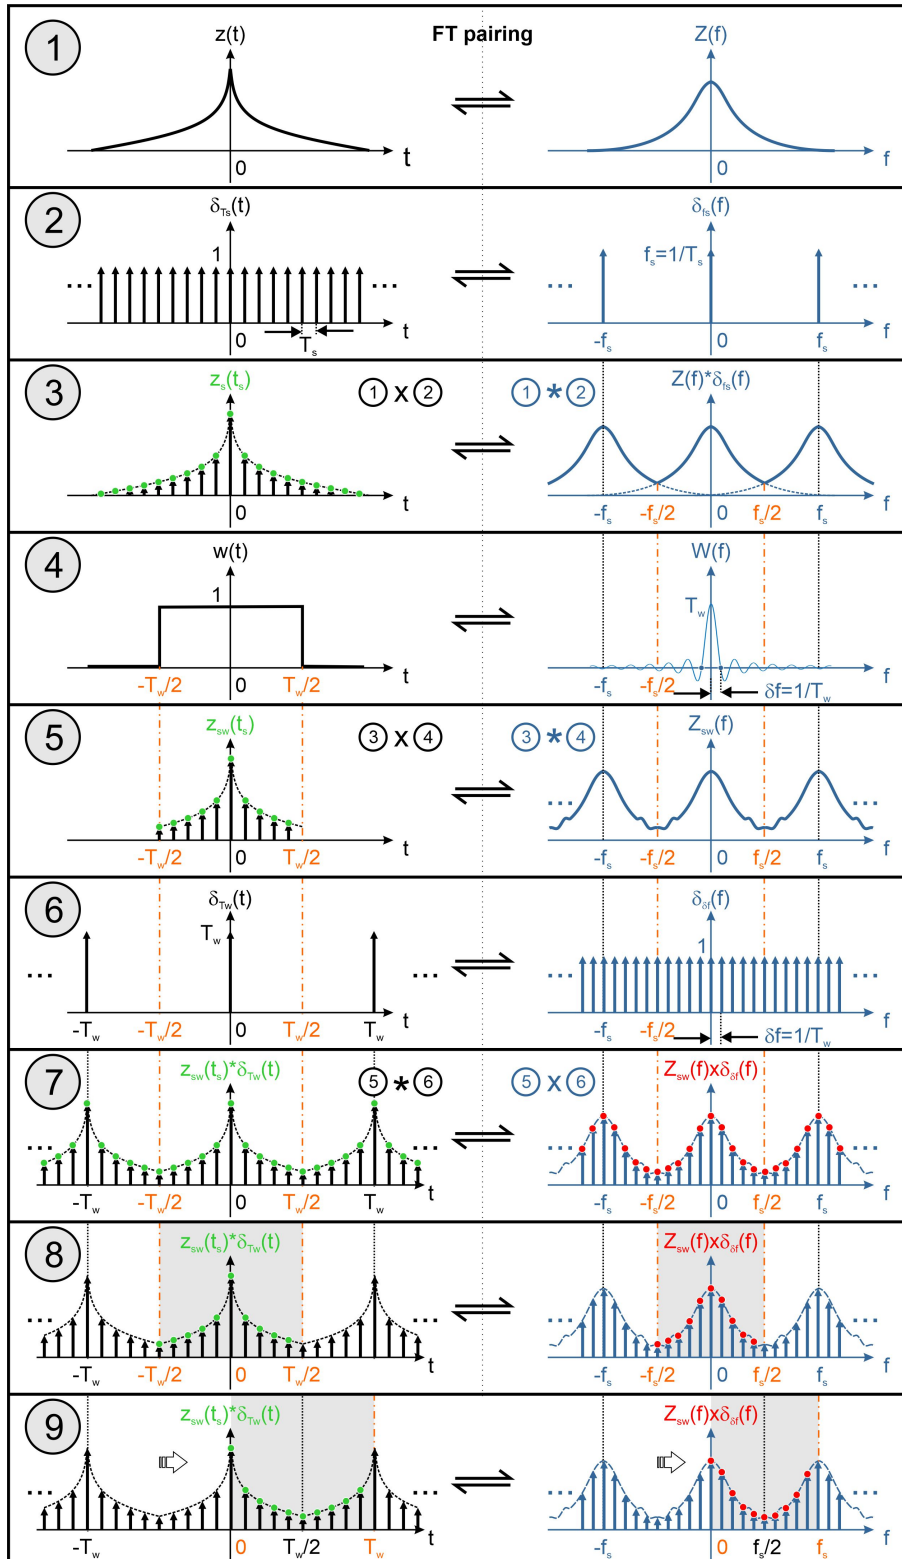 1
z(t)
FT pairing
Z(f)
0 t
0 f
2
δTs(t)
δfs(f)
1
fs=1/Ts
... ...
... ...
0 Ts t
-fs 0 fs f
3
zs(ts)
1 x 2
1 * 2
Z(f)*δfs(f)
0 t
-fs -fs/2 0 fs/2 fs f
4
w(t)
W(f)
1
Tw
-Tw/2 0 Tw/2 t
-fs -fs/2 δf=1/Tw f
5
zsw(ts)
3 x 4
3 * 4
Zsw(f)
... ...
-Tw/2 0 Tw/2 t
-fs -fs/2 0 fs/2 fs f
6
δTw(t)
δδf(f)
Tw
1
... ...
... ...
-Tw -Tw/2 0 Tw/2 Tw t
-fs -fs/2 0 δf=1/Tw f
7
zsw(ts)*δTw(t)
5 * 6
5 x 6
Zsw(f)xδδf(f)
... ...
... ...
-Tw -Tw/2 0 Tw/2 Tw t
-fs -fs/2 0 fs/2 fs f
8
zsw(ts)*δTw(t)
Zsw(f)xδδf(f)
... ...
... ...
-Tw -Tw/2 0 Tw/2 t
-fs -fs/2 0 fs/2 fs f
9
zsw(ts)*δTw(t)
Zsw(f)xδδf(f)
... ...
... ...
-Tw 0 Tw/2 Tw t
-fs 0 fs/2 fs f